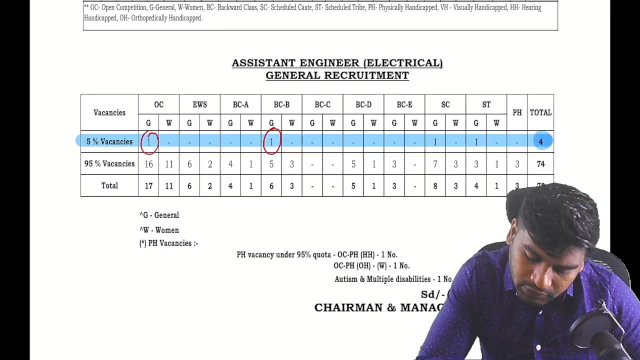 ** OC- Open Competition, G-General, W-Women, BC- Backward Class, SC- Scheduled Caste, ST - Scheduled Tribe, PH - Physically Handicapped, VH – Visually Handicapped, HH- Hearing
Handicapped, OH- Orthopedically Handicapped.
ASSISTANT ENGINEER (ELECTRICAL)
GENERAL RECRUITMENT
Vacancies OC EWS BC-A BC-B BC-C BC-D BC-E SC ST PH TOTAL
G W G W G W G W G W G W G W G W G W
5 % Vacancies 1 - - - - - 1 - - - - - - - 1 - 1 - - 4
95 % Vacancies 16 11 6 2 4 1 5 3 - - 5 1 3 - 7 3 3 1 3 74
Total 17 11 6 2 4 1 6 3 - - 5 1 3 - 8 3 4 1 3
^G - General
^W - Women
(*) PH Vacancies :-
PH vacancy under 95% quota - OC-PH (HH) - 1 No.
OC-PH (OH) - (W) - 1 No.
Autism & Multiple disabilities - 1 No
Sd/-
CHAIRMAN &